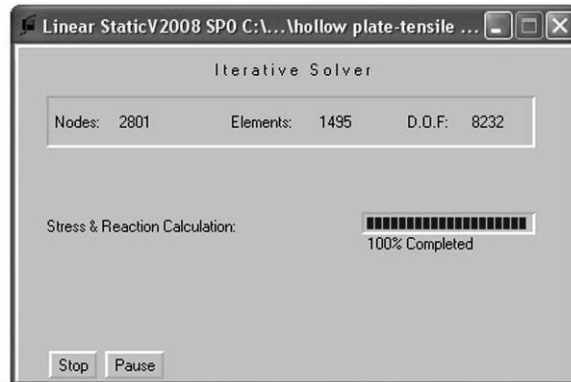 Linear StaticV2008 SP0 C:\...\hollow plate-tensile ...
Iterative Solver
Nodes: 2801 Elements: 1495 D.O.F: 8232
Stress & Reaction Calculation:
100% Completed
Stop Pause